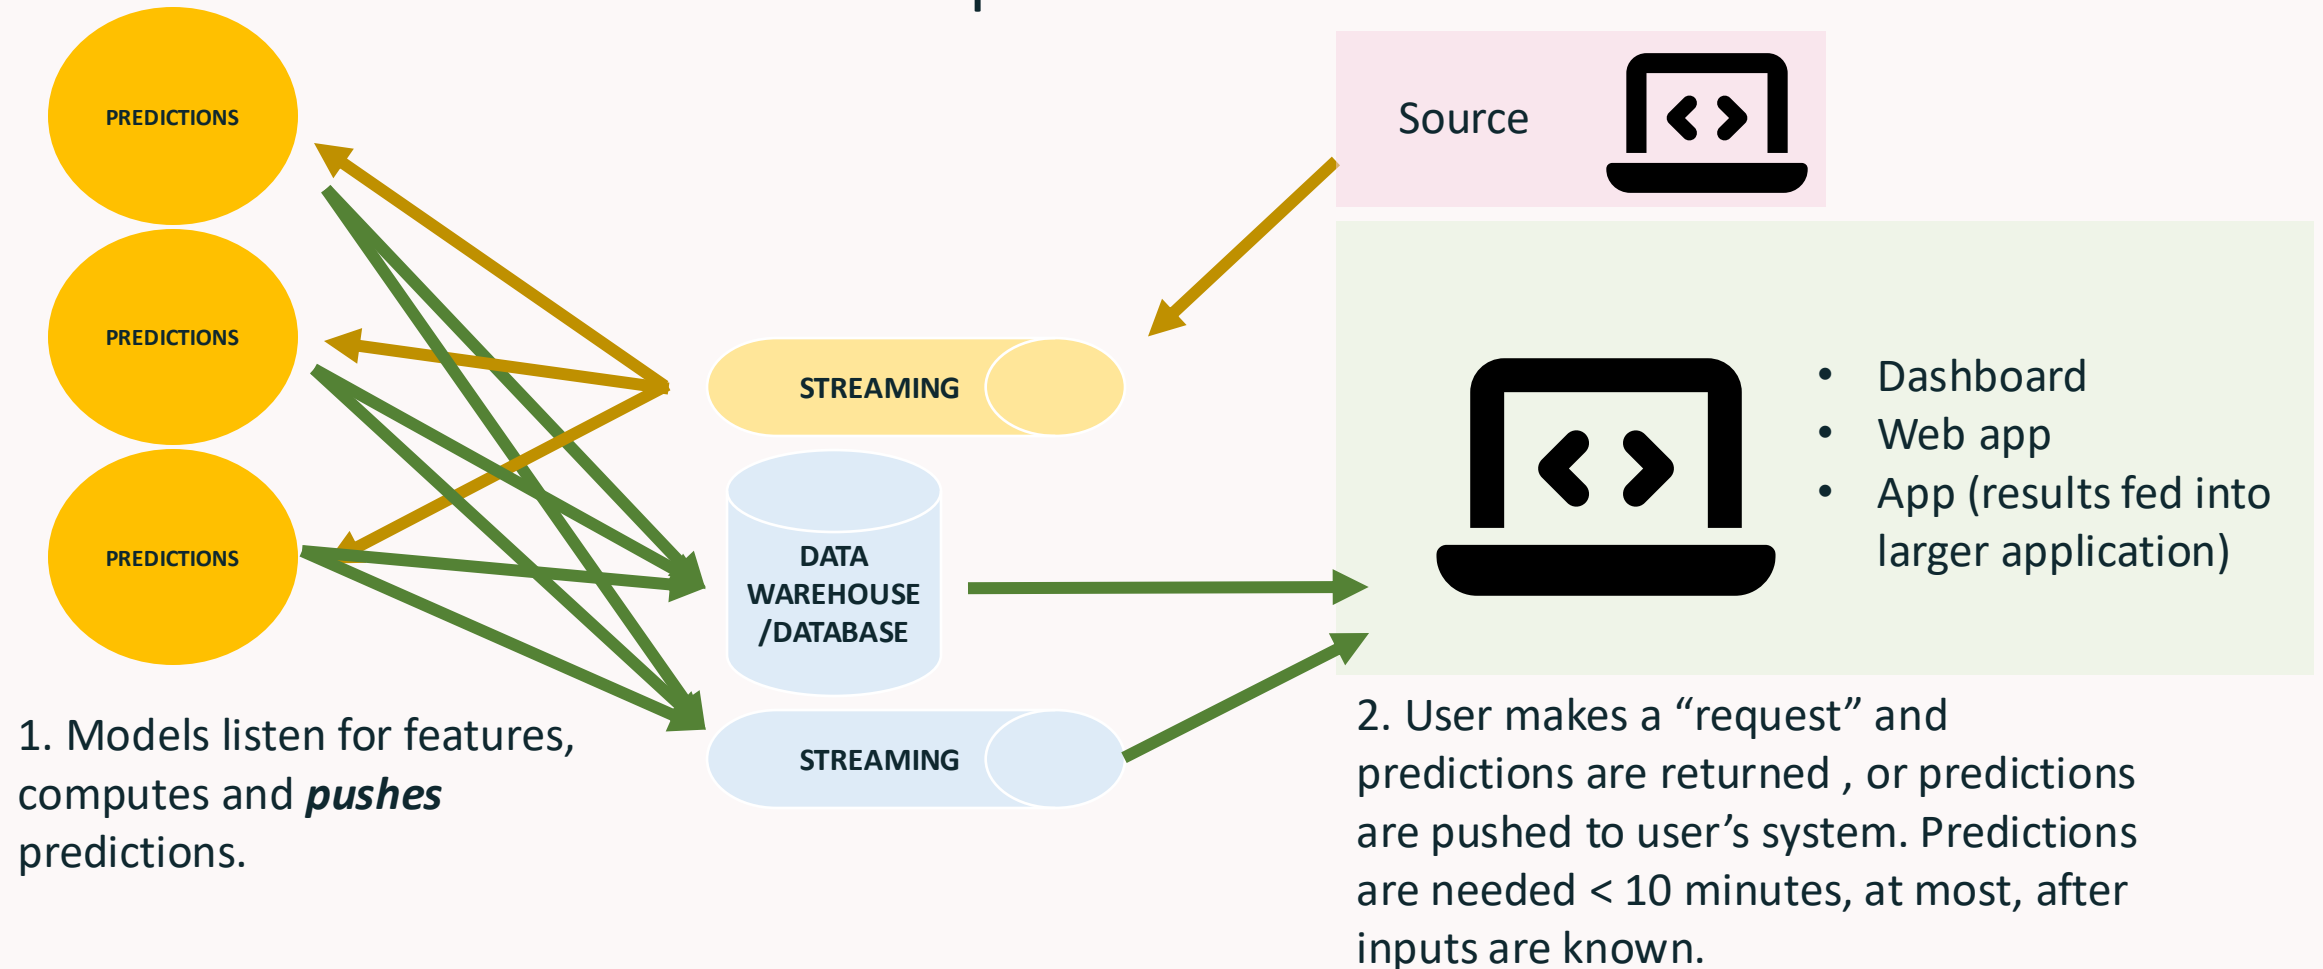 PREDICTIONS
PREDICTIONS
PREDICTIONS
1. Models listen for features,
computes and pushes
predictions.
STREAMING
DATA
WAREHOUSE
/DATABASE
STREAMING
Source
• Dashboard
• Web app
• App (results fed into
larger application)
2. User makes a “request” and
predictions are returned , or predictions
are pushed to user’s system. Predictions
are needed < 10 minutes, at most, after
inputs are known.